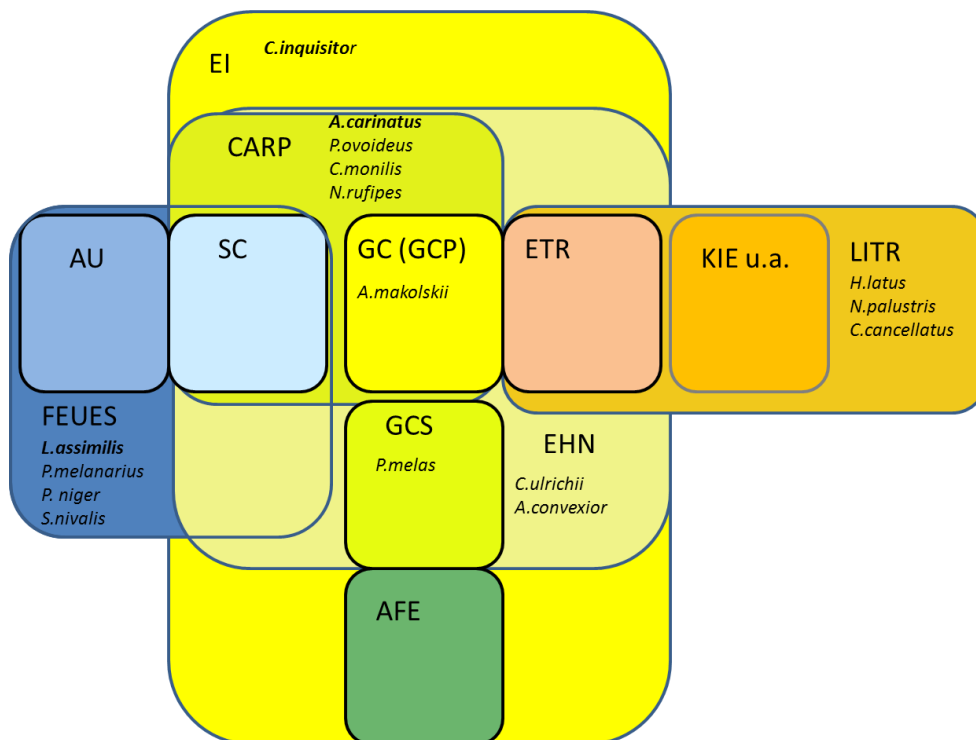 EI
C.inquisitor
CARP
A.carinatus
P.ovoideus
C.monilis
N.rufipes
AU
SC
GC (GCP)
A.makolskii
ETR
KIE u.a.
LITR
H.latus
N.palustris
C.cancellatus
FEUES
L.assimilis
P.melanarius
P. niger
S.nivalis
GCS
P.melas
EHN
C.ulrichii
A.convexior
AFE